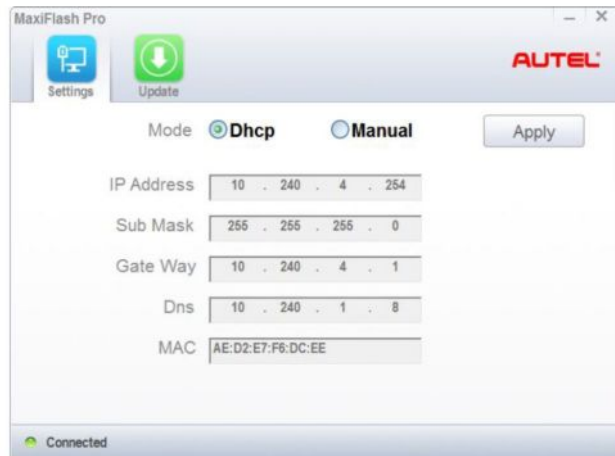 MaxiFlash Pro
Settings
Update
AUTEL
Mode Dhcp Manual Apply
IP Address 10 . 240 . 4 . 254
Sub Mask 255 . 255 . 255 . 0
Gate Way 10 . 240 . 4 . 1
Dns 10 . 240 . 1 . 8
MAC AE:D2:E7:F6:DC:EE
Connected